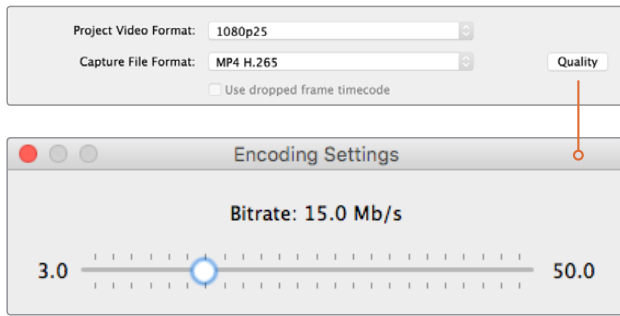 Project Video Format: 1080p25
Capture File Format: MP4 H.265 Quality
Use dropped frame timecode
Encoding Settings
Bitrate: 15.0 Mb/s
3.0 50.0